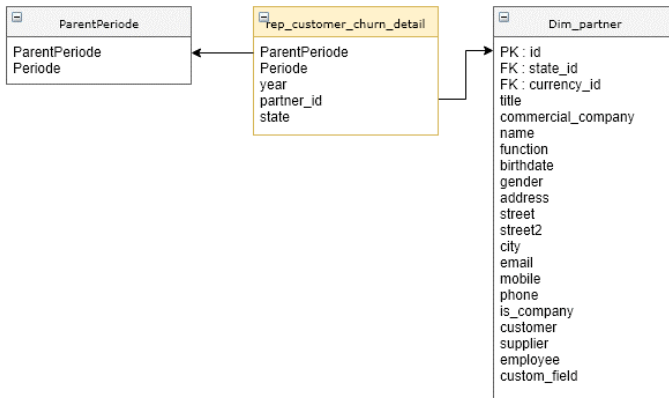 ParentPeriode
ParentPeriode
Periode
rep_customer_churn_detail
ParentPeriode
Periode
year
partner_id
state
Dim_partner
PK : id
FK : state_id
FK : currency_id
title
commercial_company
name
function
birthdate
gender
address
street
street2
city
email
mobile
phone
is_company
customer
supplier
employee
custom_field